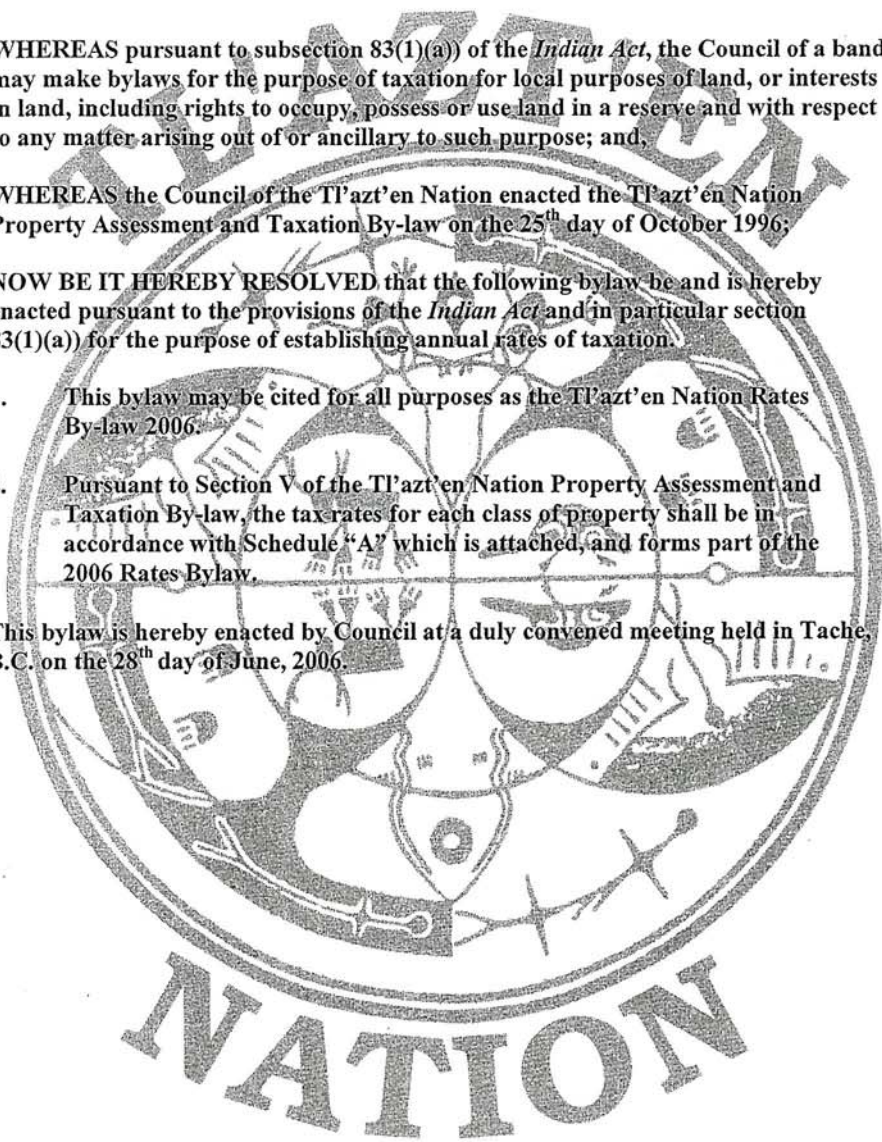 TL'AZT'EN
WHEREAS pursuant to subsection 83(1)(a)) of the Indian Act, the Council of a band
may make bylaws for the purpose of taxation for local purposes of land, or interests
in land, including rights to occupy, possess or use land in a reserve and with respect
to any matter arising out of or ancillary to such purpose; and,
WHEREAS the Council of the Tl'azt'en Nation enacted the Tl'azt'en Nation
Property Assessment and Taxation By-law on the 25th day of October 1996;
NOW BE IT HEREBY RESOLVED that the following bylaw be and is hereby
enacted pursuant to the provisions of the Indian Act and in particular section
83(1)(a)) for the purpose of establishing annual rates of taxation.
. This bylaw may be cited for all purposes as the Tl'azt'en Nation Rates
By-law 2006.
. Pursuant to Section V of the Tl'azt'en Nation Property Assessment and
Taxation By-law, the tax rates for each class of property shall be in
accordance with Schedule “A” which is attached, and forms part of the
2006 Rates Bylaw.
This bylaw is hereby enacted by Council at a duly convened meeting held in Tache,
B.C. on the 28th day of June, 2006.
NATION